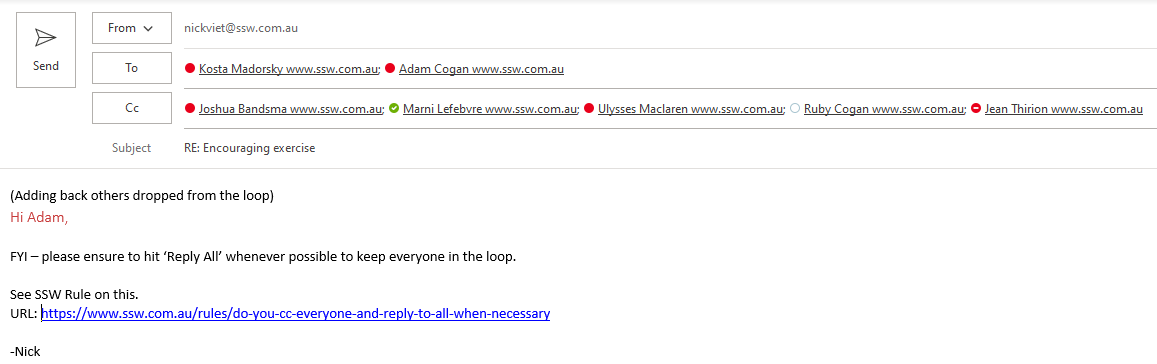 Send
From
nickviet@ssw.com.au
To
Kosta Madorsky www.ssw.com.au; Adam Cogan www.ssw.com.au
Cc
Joshua Bandsma www.ssw.com.au; Marni Lefebvre www.ssw.com.au; Ulysses Maclaren www.ssw.com.au; Ruby Cogan www.ssw.com.au; Jean Thirion www.ssw.com.au
Subject
RE: Encouraging exercise
(Adding back others dropped from the loop)
Hi Adam,
FYI – please ensure to hit ‘Reply All’ whenever possible to keep everyone in the loop.
See SSW Rule on this.
URL: https://www.ssw.com.au/rules/do-you-cc-everyone-and-reply-to-all-when-necessary
-Nick